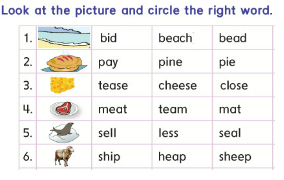 Look at the picture and circle the right word.
1. bid beach bead
2. pay pine pie
3. tease cheese close
4. meat team mat
5. sell less seal
6. ship heap sheep